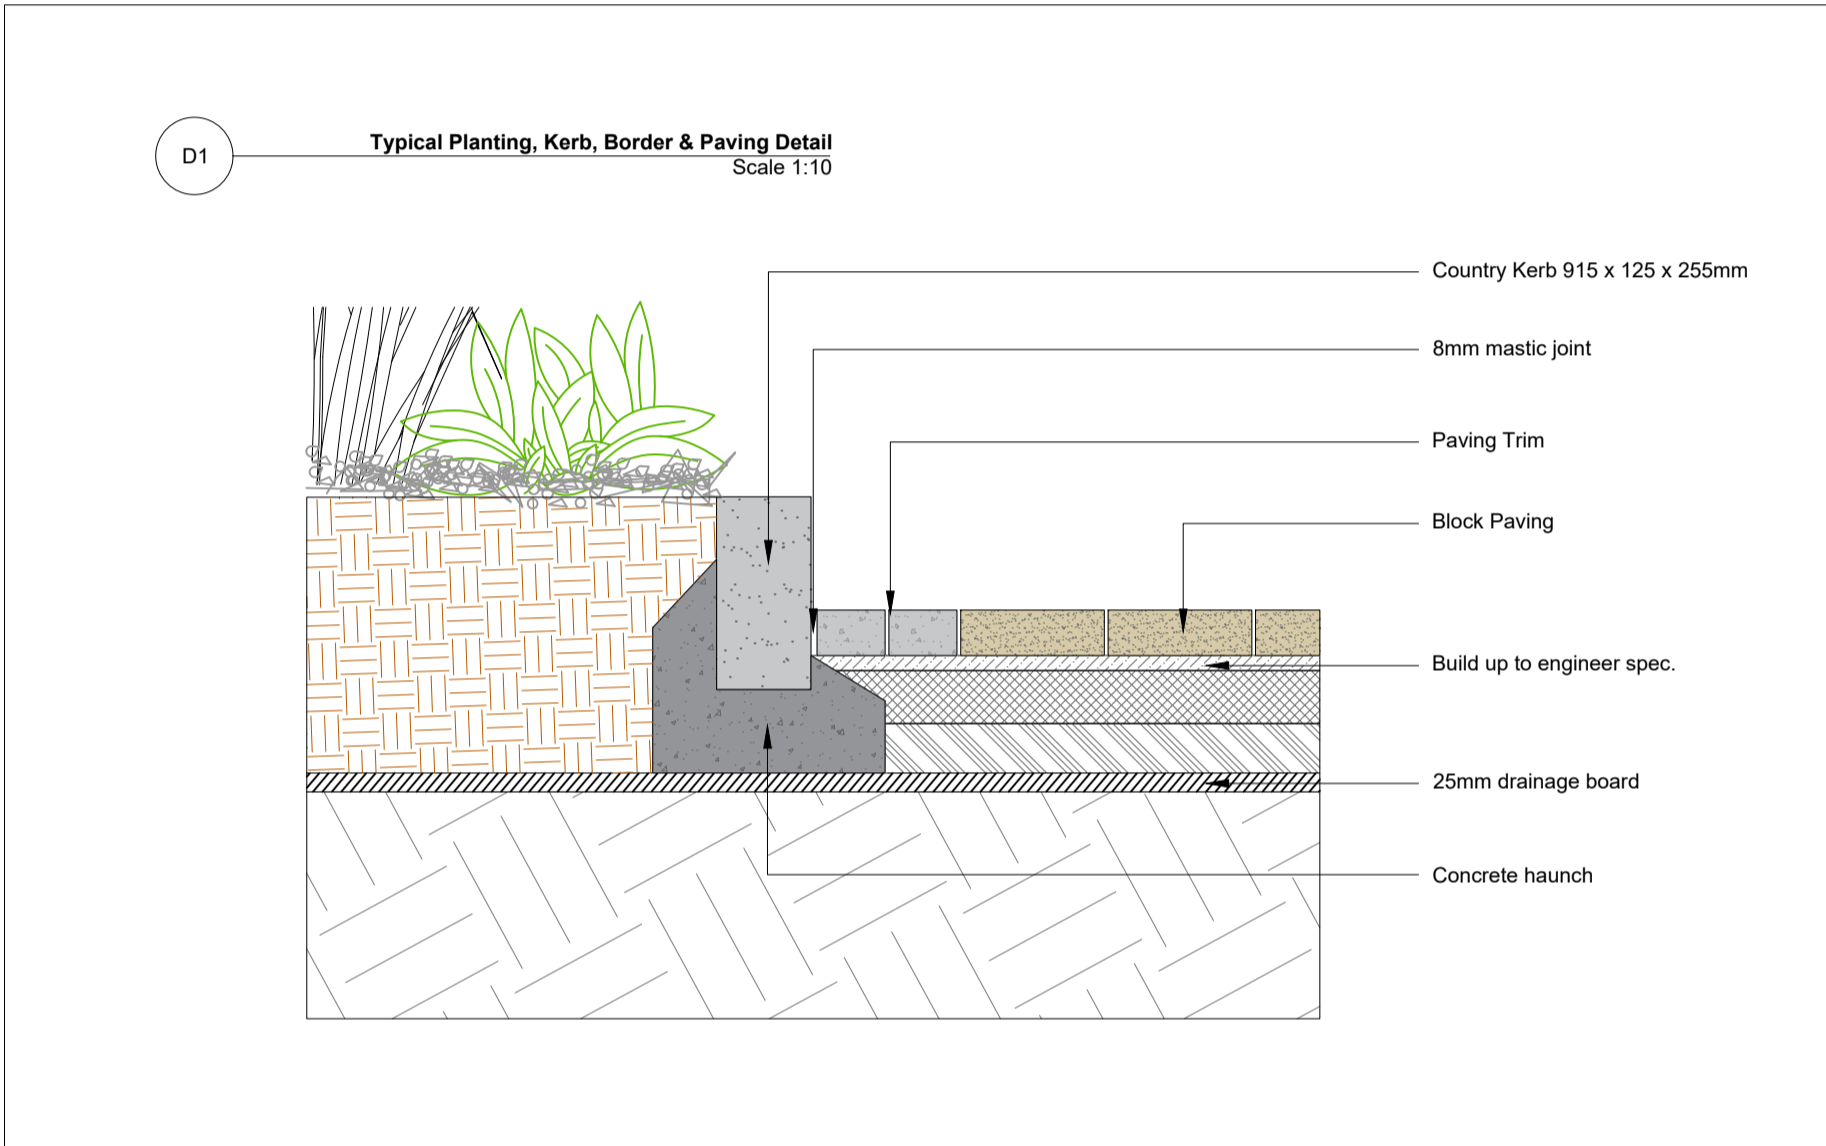 D1
Typical Planting, Kerb, Border & Paving Detail
Scale 1:10
Country Kerb 915 x 125 x 255mm
8mm mastic joint
Paving Trim
Block Paving
Build up to engineer spec.
25mm drainage board
Concrete haunch